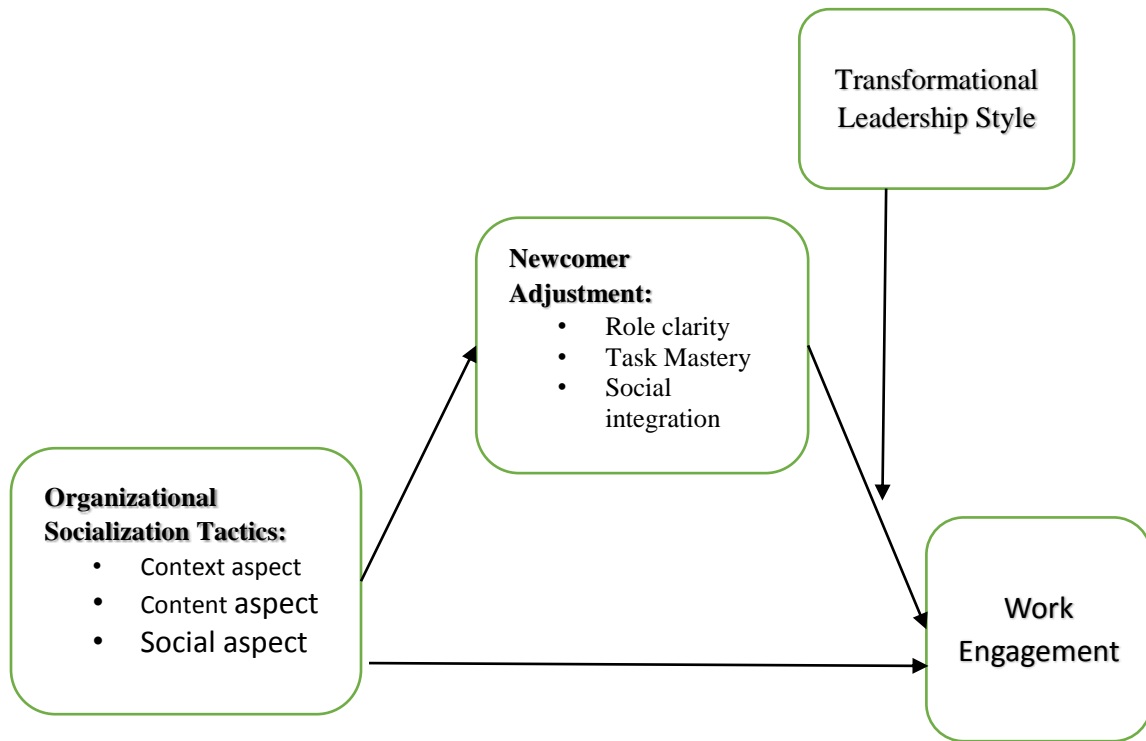 Transformational
Leadership Style
Newcomer
Adjustment:
• Role clarity
• Task Mastery
• Social
integration
Organizational
Socialization Tactics:
• Context aspect
• Content aspect
• Social aspect
Work
Engagement